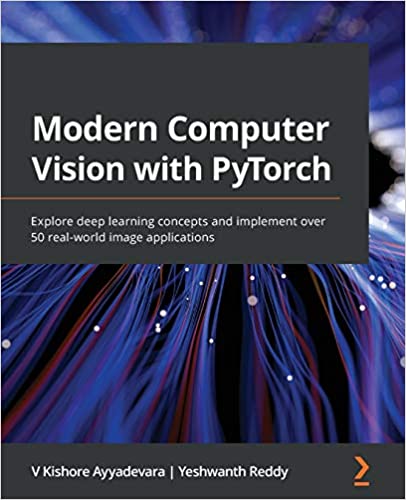 Modern Computer
Vision with PyTorch
Explore deep learning concepts and implement over
50 real-world image applications
V Kishore Ayyadevara | Yeshwanth Reddy